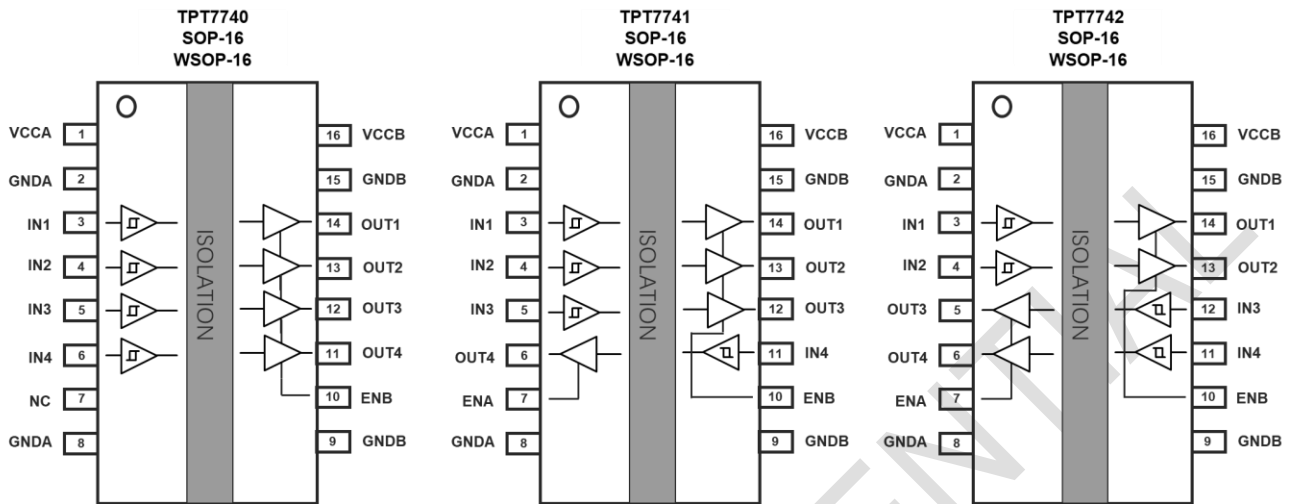 TPT7740
SOP-16
WSOP-16
VCCA 1 16 VCCB
GNDA 2 15 GNDB
IN1 3 14 OUT1
IN2 4 13 OUT2
IN3 5 12 OUT3
IN4 6 11 OUT4
NC 7 10 ENB
GNDA 8 9 GNDB
ISOLATION
TPT7741
SOP-16
WSOP-16
VCCA 1 16 VCCB
GNDA 2 15 GNDB
IN1 3 14 OUT1
IN2 4 13 OUT2
IN3 5 12 OUT3
OUT4 6 11 IN4
ENA 7 10 ENB
GNDA 8 9 GNDB
ISOLATION
TPT7742
SOP-16
WSOP-16
VCCA 1 16 VCCB
GNDA 2 15 GNDB
IN1 3 14 OUT1
IN2 4 13 OUT2
OUT3 5 12 IN3
OUT4 6 11 IN4
ENA 7 10 ENB
GNDA 8 9 GNDB
ISOLATION
ENTIAL